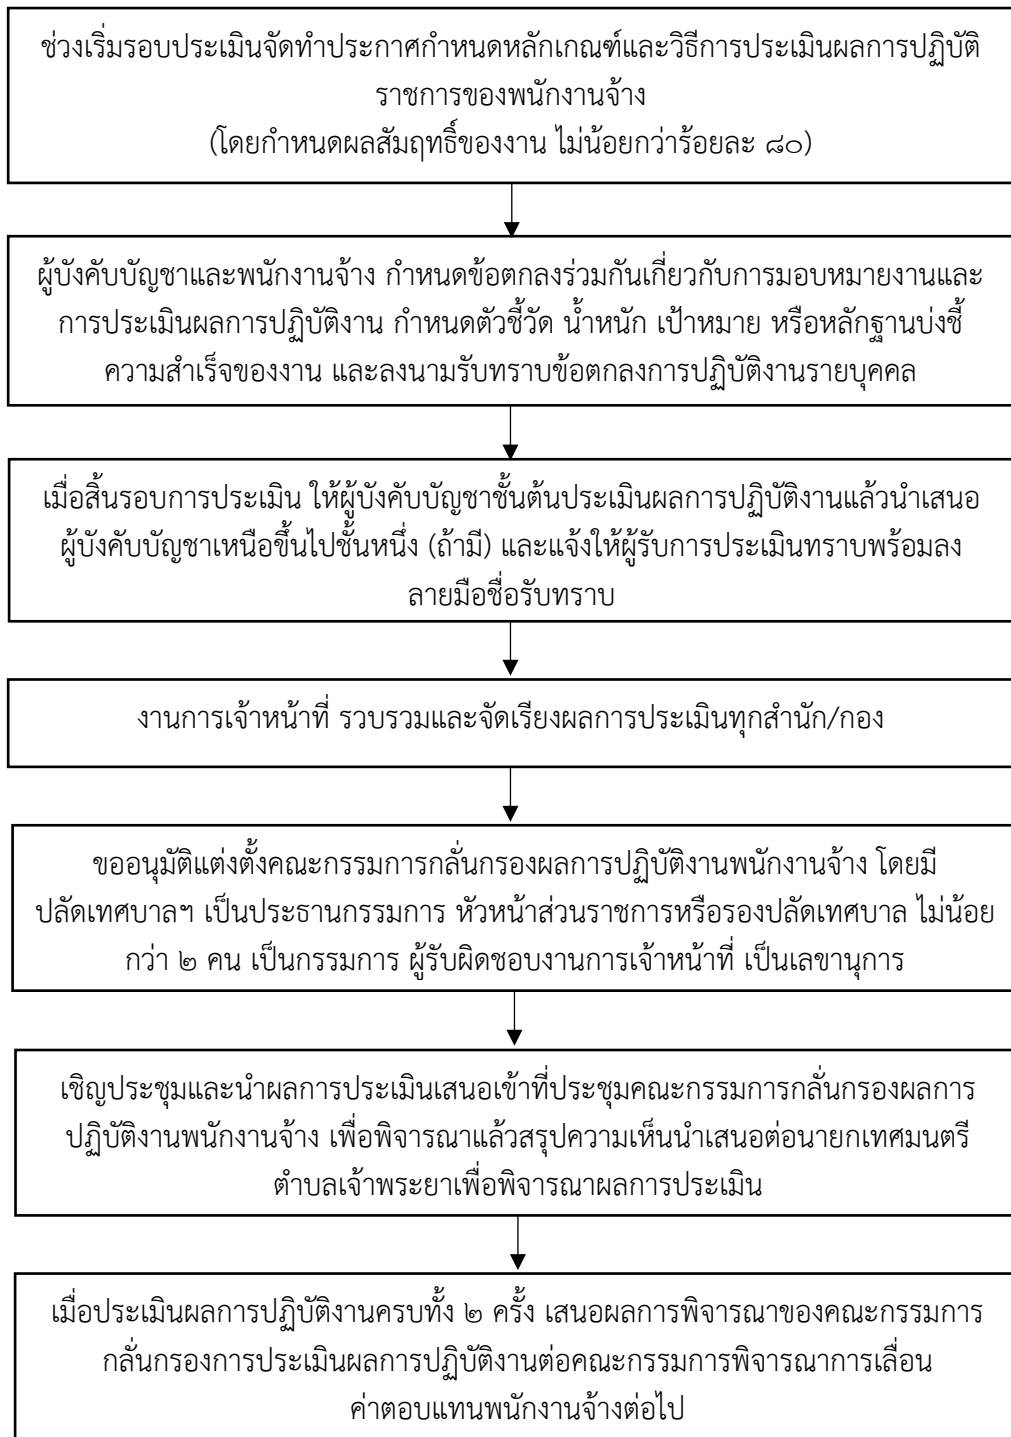 ช่วงเริ่มรอบประเมินจัดทำประกาศกำหนดหลักเกณฑ์และวิธีการประเมินผลการปฏิบัติ
ราชการของพนักงานจ้าง
(โดยกำหนดผลสัมฤทธิ์ของงาน ไม่น้อยกว่าร้อยละ ๘๐)
ผู้บังคับบัญชาและพนักงานจ้าง กำหนดข้อตกลงร่วมกันเกี่ยวกับการมอบหมายงานและ
การประเมินผลการปฏิบัติงาน กำหนดตัวชี้วัด น้ำหนัก เป้าหมาย หรือหลักฐานบ่งชี้
ความสำเร็จของงาน และลงนามรับทราบข้อตกลงการปฏิบัติงานรายบุคคล
เมื่อสิ้นรอบการประเมิน ให้ผู้บังคับบัญชาชั้นต้นประเมินผลการปฏิบัติงานแล้วนำเสนอ
ผู้บังคับบัญชาเหนือขึ้นไปชั้นหนึ่ง (ถ้ามี) และแจ้งให้ผู้รับการประเมินทราบพร้อมลง
ลายมือชื่อรับทราบ
งานการเจ้าหน้าที่ รวบรวมและจัดเรียงผลการประเมินทุกสำนัก/กอง
ขออนุมัติแต่งตั้งคณะกรรมการกลั่นกรองผลการปฏิบัติงานพนักงานจ้าง โดยมี
ปลัดเทศบาลฯ เป็นประธานกรรมการ หัวหน้าส่วนราชการหรือรองปลัดเทศบาล ไม่น้อย
กว่า ๒ คน เป็นกรรมการ ผู้รับผิดชอบงานการเจ้าหน้าที่ เป็นเลขานุการ
เชิญประชุมและนำผลการประเมินเสนอเข้าที่ประชุมคณะกรรมการกลั่นกรองผลการ
ปฏิบัติงานพนักงานจ้าง เพื่อพิจารณาแล้วสรุปความเห็นนำเสนอต่อนายกเทศมนตรี
ตำบลเจ้าพระยาเพื่อพิจารณาผลการประเมิน
เมื่อประเมินผลการปฏิบัติงานครบทั้ง ๒ ครั้ง เสนอผลการพิจารณาของคณะกรรมการ
กลั่นกรองการประเมินผลการปฏิบัติงานต่อคณะกรรมการพิจารณาการเลื่อน
ค่าตอบแทนพนักงานจ้างต่อไป